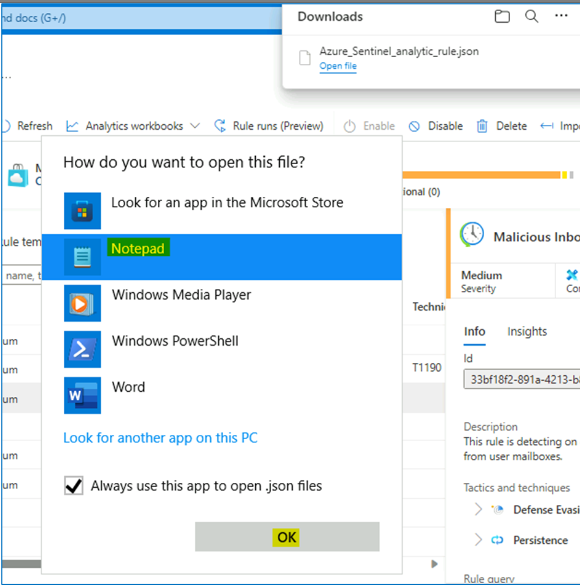 nd docs (G+/)
Downloads
Azure_Sentinel_analytic_rule.json
Open file
Refresh
Analytics workbooks
Rule runs (Preview)
Enable
Disable
Delete
Impo
How do you want to open this file?
Look for an app in the Microsoft Store
Notepad
Windows Media Player
Windows PowerShell
Word
Look for another app on this PC
Always use this app to open .json files
OK
M
C
ule tem
name, t
um
um
um
um
um
ional (0)
Techni
T1190
Malicious Inbo
Medium
Severity
Co
Info
Insights
Id
33bf18f2-891a-4213-b
Description
This rule is detecting on
from user mailboxes.
Tactics and techniques
Defense Evasi
Persistence
Rule query